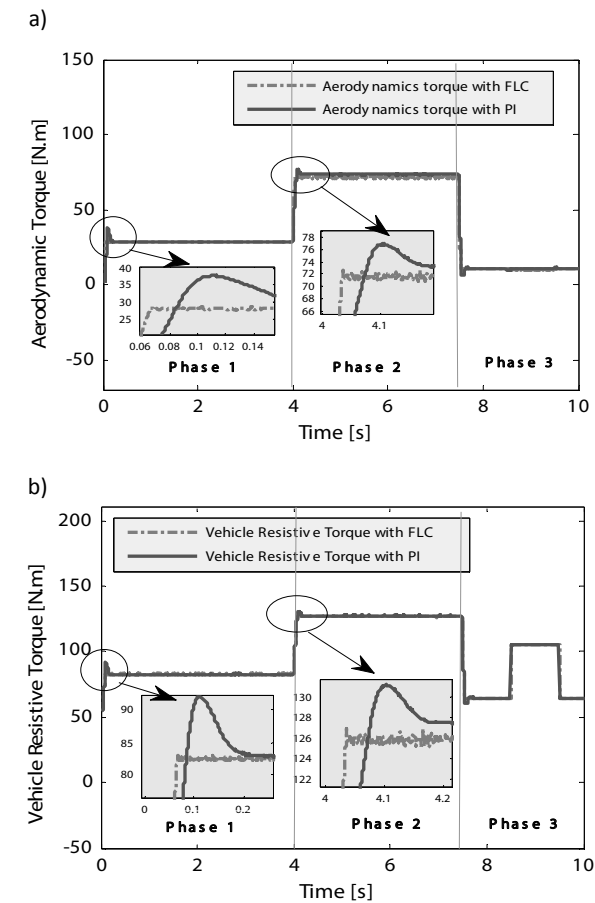 a)
150
Aerodynamics torque with FLC
Aerodynamics torque with PI
100
50
0
-50
Aerodynamic Torque [N.m]
40
35
30
25
0.06 0.08 0.1 0.12 0.14
78
76
74
72
70
68
66
4 4.1
Phase 1
Phase 2
Phase 3
0 2 4 6 8 10
Time [s]
b)
200
Vehicle Resistive Torque with FLC
Vehicle Resistive Torque with PI
150
100
50
0
-50
Vehicle Resistive Torque [N.m]
90
85
80
0 0.1 0.2
130
128
126
124
122
4 4.1 4.2
Phase 1
Phase 2
Phase 3
0 2 4 6 8 10
Time [s]